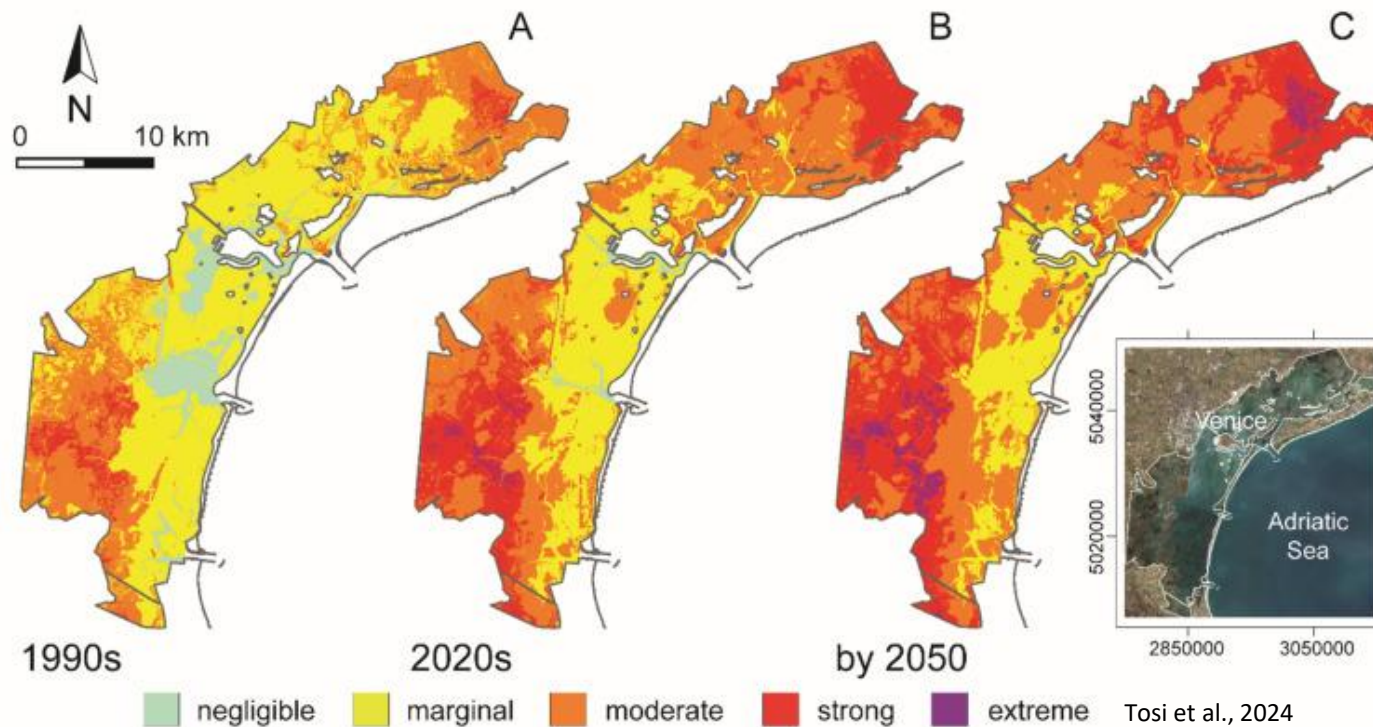 A
B
C
N
0 10 km
Venice
Adriatic
Sea
5040000
5020000
2850000 3050000
1990s 2020s by 2050
negligible marginal moderate strong extreme Tosi et al., 2024